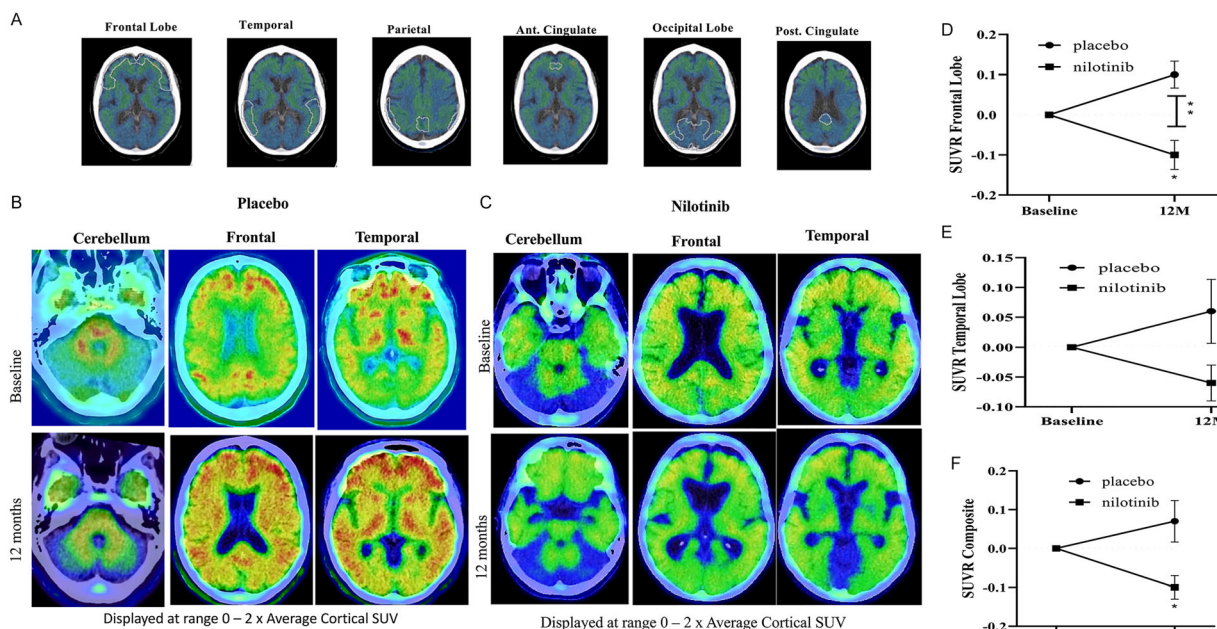 A
Frontal Lobe
Temporal
Parietal
Ant. Cingulate
Occipital Lobe
Post. Cingulate
B
Placebo
Cerebellum
Frontal
Temporal
Baseline
12 months
Displayed at range 0 – 2 x Average Cortical SUV
C
Nilotinib
Cerebellum
Frontal
Temporal
Baseline
12 months
Displayed at range 0 – 2 x Average Cortical SUV
D
placebo
nilotinib
SUVR Frontal Lobe
0.2
0.1
0.0
-0.1
-0.2
**
*
Baseline
12M
E
placebo
nilotinib
SUVR Temporal Lobe
0.15
0.10
0.05
0.00
-0.05
-0.10
Baseline
12M
F
placebo
nilotinib
SUVR Composite
0.2
0.1
0.0
-0.1
-0.2
*